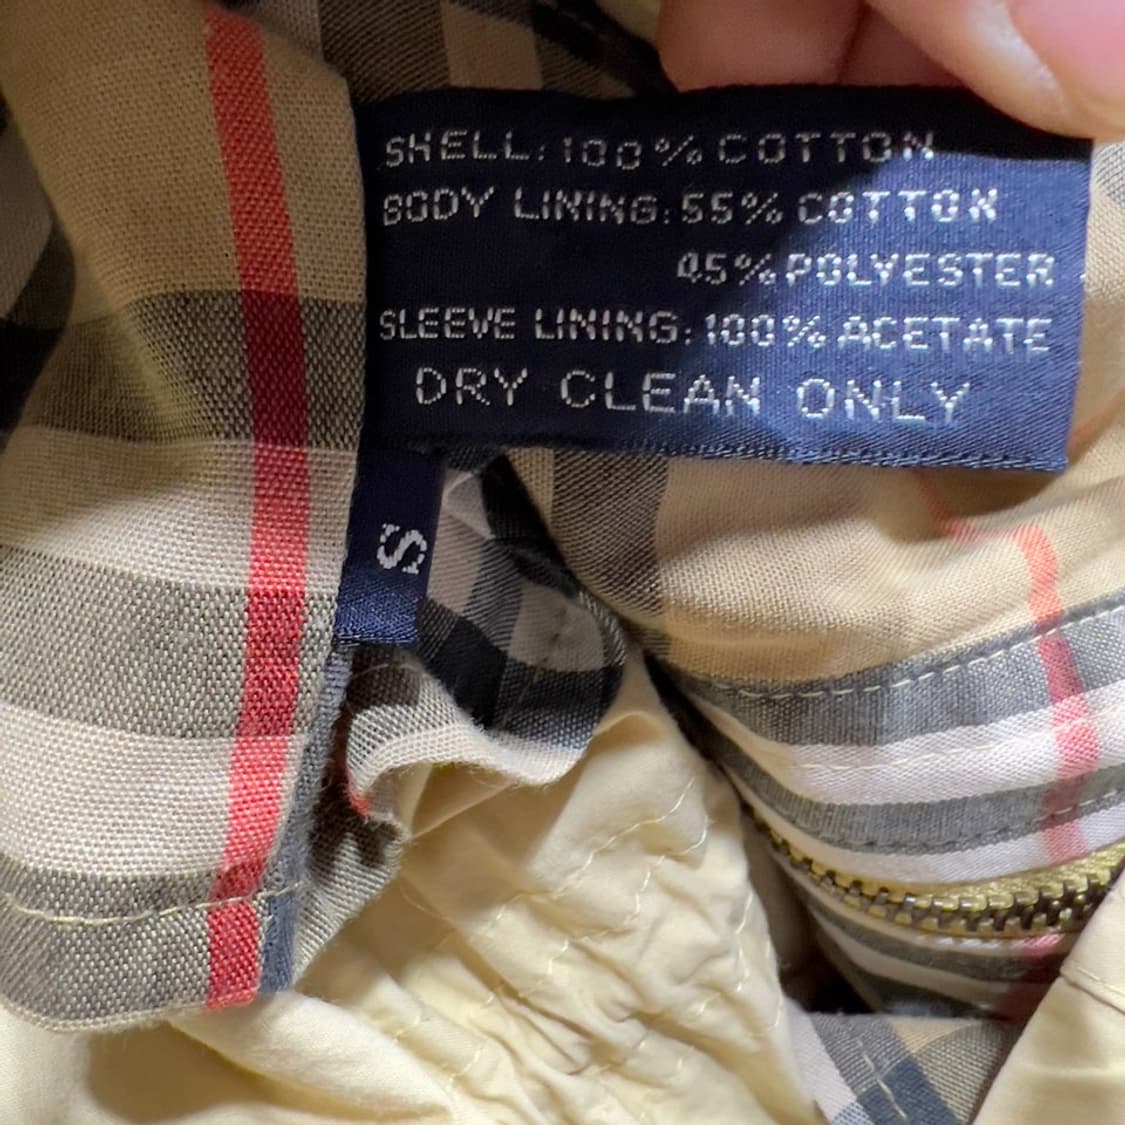 SHELL: 100% COTTON
BODY LINING: 55% COTTON
45% POLYESTER
SLEEVE LINING: 100% ACETATE
DRY CLEAN ONLY
S